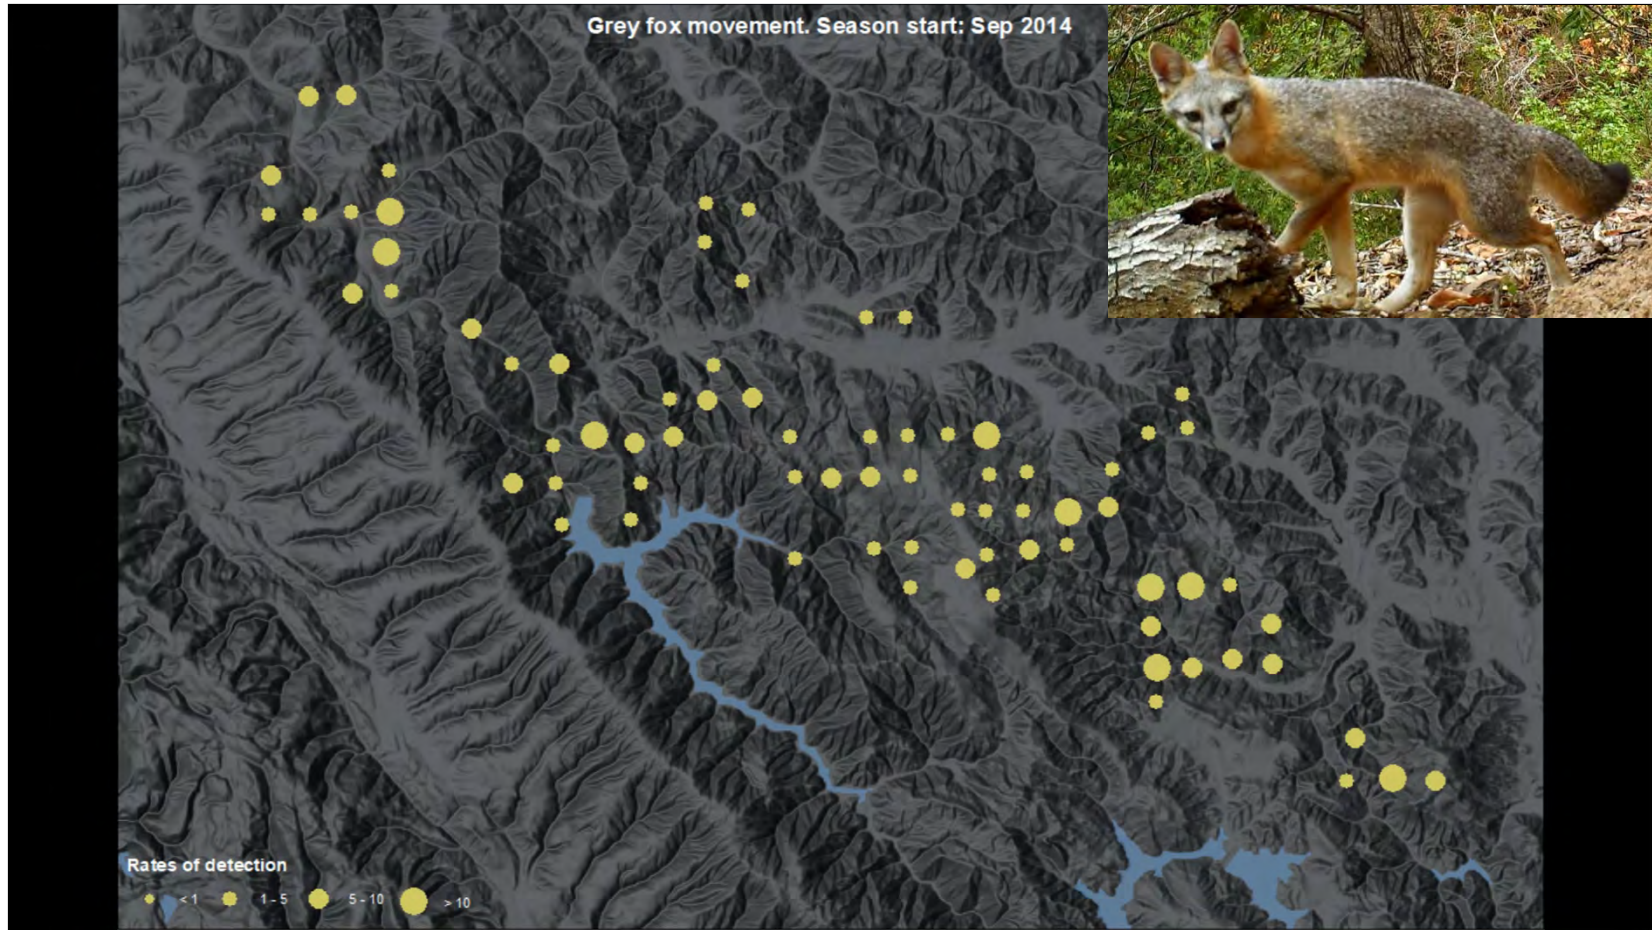 Grey fox movement. Season start: Sep 2014
Rates of detection
< 1 1 - 5 5 - 10 > 10